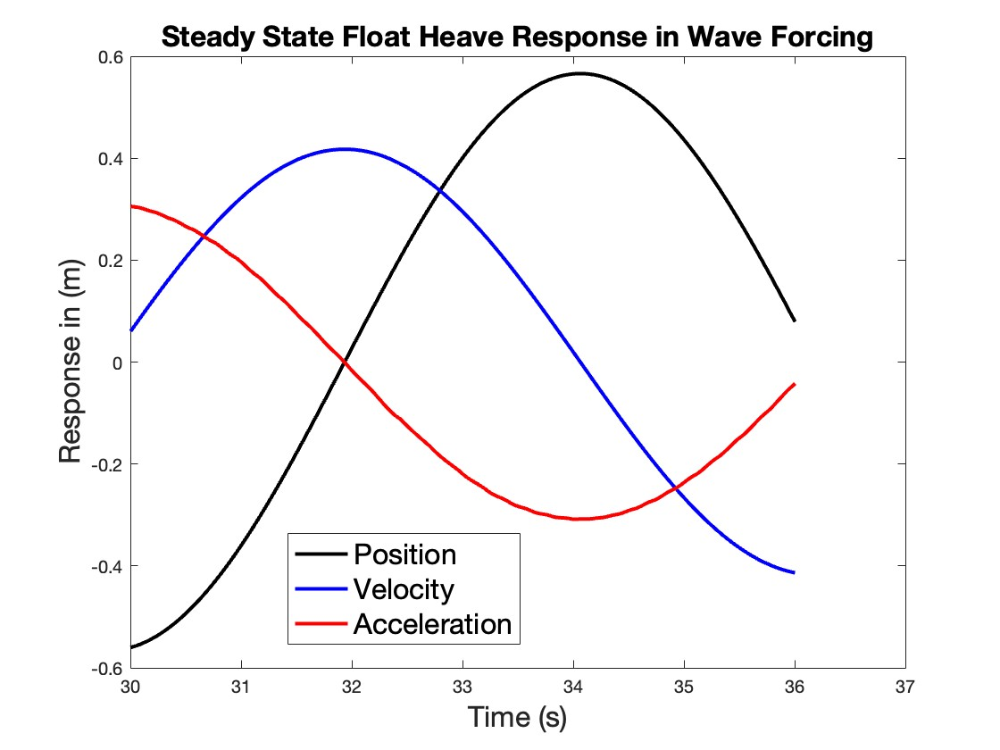 Steady State Float Heave Response in Wave Forcing
0.6
0.4
0.2
0
-0.2
-0.4
-0.6
Response in (m)
Position
Velocity
Acceleration
30 31 32 33 34 35 36 37
Time (s)